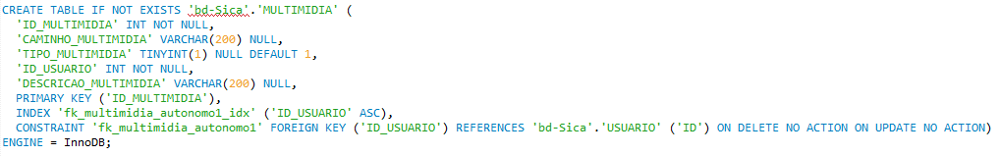 CREATE TABLE IF NOT EXISTS 'bd-Sica'.'MULTIMIDIA' (
'ID_MULTIMIDIA' INT NOT NULL,
'CAMINHO_MULTIMIDIA' VARCHAR(200) NULL,
'TIPO_MULTIMIDIA' TINYINT(1) NULL DEFAULT 1,
'ID_USUARIO' INT NOT NULL,
'DESCRICAO_MULTIMIDIA' VARCHAR(200) NULL,
PRIMARY KEY ('ID_MULTIMIDIA'),
INDEX 'fk_multimidia_autonomo1_idx' ('ID_USUARIO' ASC),
CONSTRAINT 'fk_multimidia_autonomo1' FOREIGN KEY ('ID_USUARIO') REFERENCES 'bd-Sica'.'USUARIO' ('ID') ON DELETE NO ACTION ON UPDATE NO ACTION)
ENGINE = InnoDB;